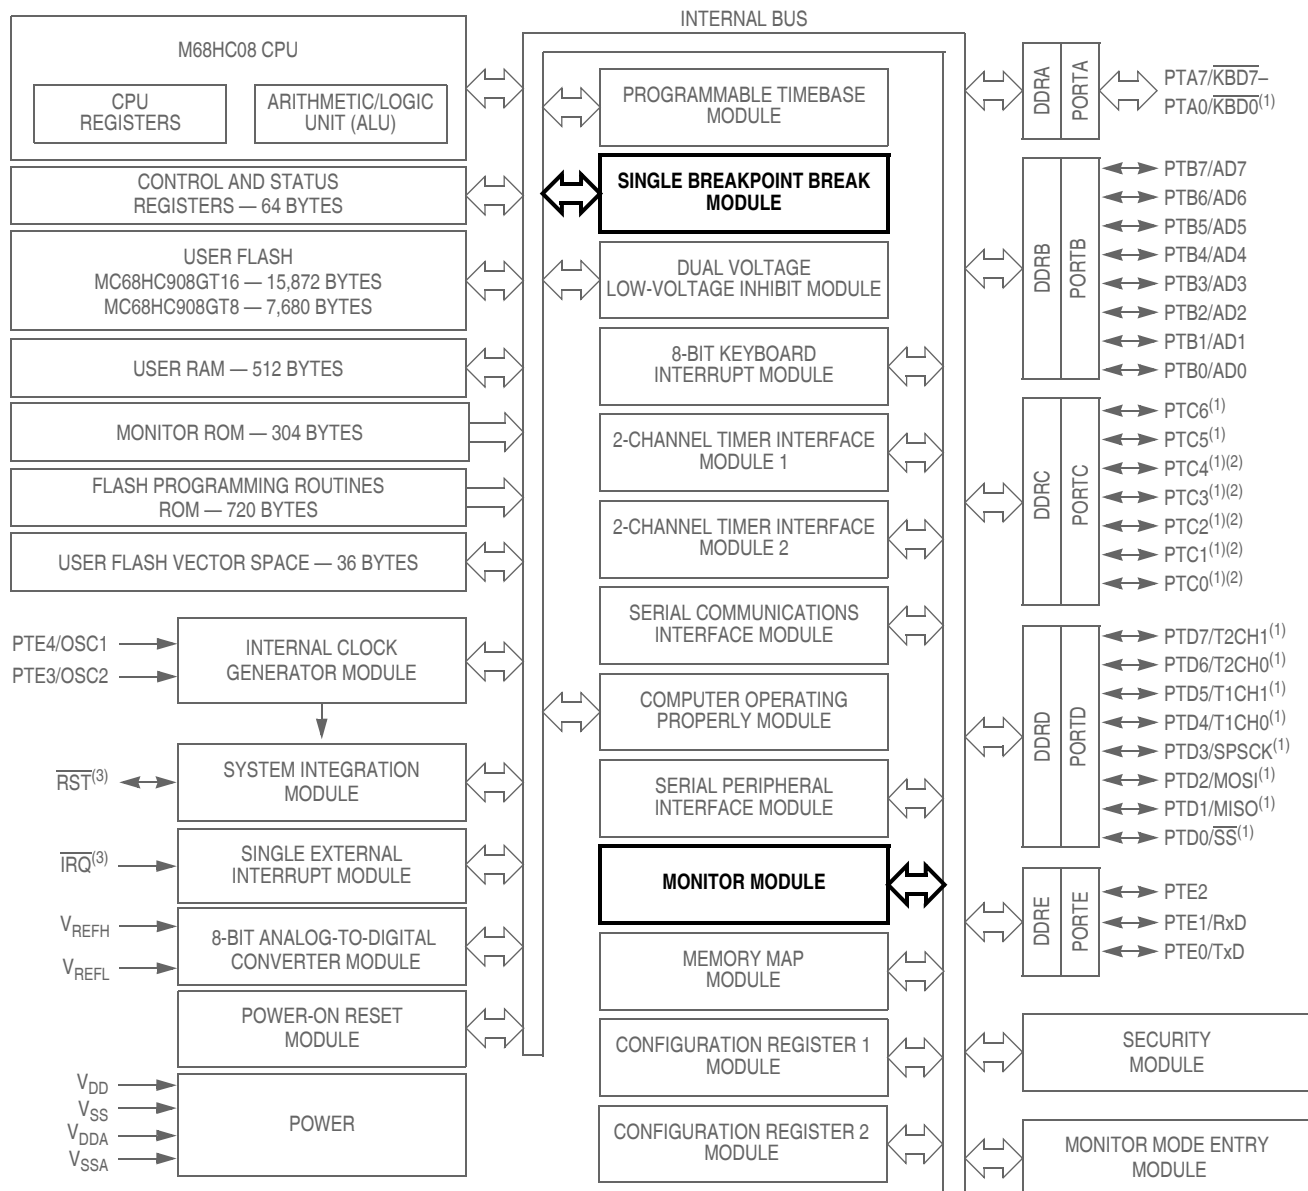 INTERNAL BUS
M68HC08 CPU
CPU
REGISTERS
ARITHMETIC/LOGIC
UNIT (ALU)
CONTROL AND STATUS
REGISTERS — 64 BYTES
USER FLASH
MC68HC908GT16 — 15,872 BYTES
MC68HC908GT8 — 7,680 BYTES
USER RAM — 512 BYTES
MONITOR ROM — 304 BYTES
FLASH PROGRAMMING ROUTINES
ROM — 720 BYTES
USER FLASH VECTOR SPACE — 36 BYTES
PTE4/OSC1
PTE3/OSC2
INTERNAL CLOCK
GENERATOR MODULE
RST(3)
SYSTEM INTEGRATION
MODULE
IRQ(3)
SINGLE EXTERNAL
INTERRUPT MODULE
VREFH
VREFL
8-BIT ANALOG-TO-DIGITAL
CONVERTER MODULE
POWER-ON RESET
MODULE
VDD
VSS
VDDA
VSSA
POWER
PROGRAMMABLE TIMEBASE
MODULE
SINGLE BREAKPOINT BREAK
MODULE
DUAL VOLTAGE
LOW-VOLTAGE INHIBIT MODULE
8-BIT KEYBOARD
INTERRUPT MODULE
2-CHANNEL TIMER INTERFACE
MODULE 1
2-CHANNEL TIMER INTERFACE
MODULE 2
SERIAL COMMUNICATIONS
INTERFACE MODULE
COMPUTER OPERATING
PROPERLY MODULE
SERIAL PERIPHERAL
INTERFACE MODULE
MONITOR MODULE
MEMORY MAP
MODULE
CONFIGURATION REGISTER 1
MODULE
CONFIGURATION REGISTER 2
MODULE
DDRA
PORTA
PTA7/KBD7–
PTA0/KBD0(1)
DDRB
PORTB
PTB7/AD7
PTB6/AD6
PTB5/AD5
PTB4/AD4
PTB3/AD3
PTB2/AD2
PTB1/AD1
PTB0/AD0
DDRC
PORTC
PTC6(1)
PTC5(1)
PTC4(1)(2)
PTC3(1)(2)
PTC2(1)(2)
PTC1(1)(2)
PTC0(1)(2)
DDRD
PORTD
PTD7/T2CH1(1)
PTD6/T2CH0(1)
PTD5/T1CH1(1)
PTD4/T1CH0(1)
PTD3/SPSCK(1)
PTD2/MOSI(1)
PTD1/MISO(1)
PTD0/SS(1)
DDRE
PORTE
PTE2
PTE1/RxD
PTE0/TxD
SECURITY
MODULE
MONITOR MODE ENTRY
MODULE